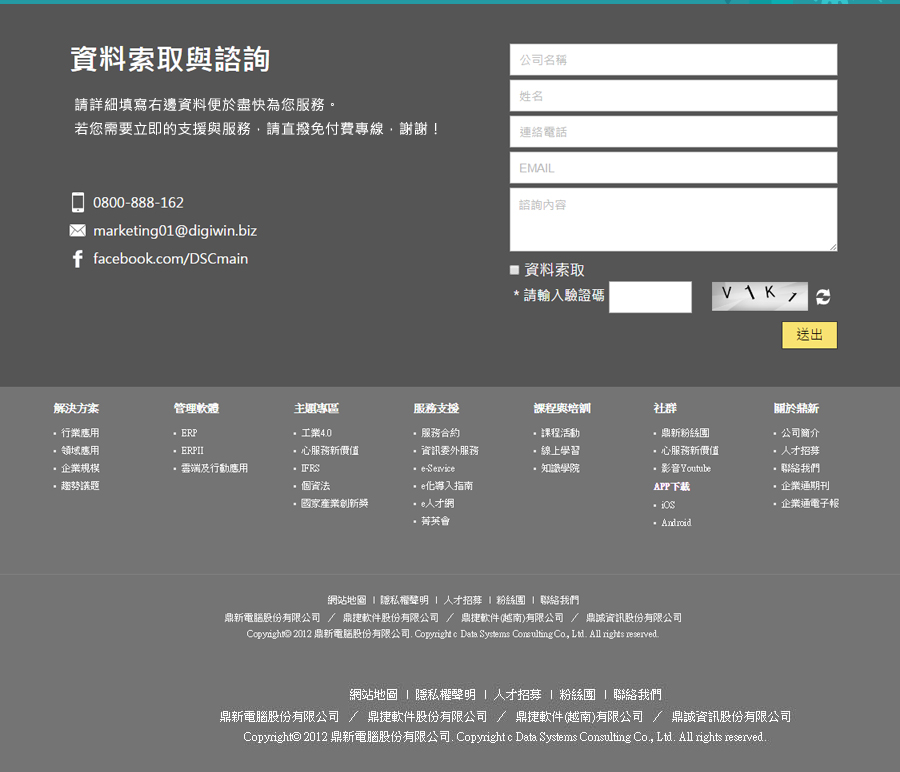 資料索取與諮詢
請詳細填寫右邊資料便於盡快為您服務。
若您需要立即的支援與服務，請直撥免付費專線，謝謝！
0800-888-162
marketing01@digiwin.biz
facebook.com/DSCmain
公司名稱
姓名
連絡電話
EMAIL
諮詢內容
資料索取
* 請輸入驗證碼
V 1 K 1
送出
解決方案
• 行業應用
• 領域應用
• 企業規模
• 趨勢議題
管理軟體
• ERP
• ERPII
• 雲端及行動應用
主題專區
• 工業4.0
• 心服務新價值
• IFRS
• 個資法
• 國家產業創新獎
服務支援
• 服務合約
• 資訊委外服務
• e-Service
• e化導入指南
• e人才網
• 菁英會
課程與培訓
• 課程活動
• 線上學習
• 知識學院
社群
• 鼎新粉絲團
• 心服務新價值
• 影音Youtube
APP下載
• iOS
• Android
關於鼎新
• 公司簡介
• 人才招募
• 聯絡我們
• 企業通期刊
• 企業通電子報
網站地圖 | 隱私權聲明 | 人才招募 | 粉絲團 | 聯絡我們
鼎新電腦股份有限公司 ／ 鼎捷軟件股份有限公司 ／ 鼎捷軟件(越南)有限公司 ／ 鼎誠資訊股份有限公司
Copyright© 2012 鼎新電腦股份有限公司. Copyright c Data Systems Consulting Co., Ltd. All rights reserved.
網站地圖 | 隱私權聲明 | 人才招募 | 粉絲團 | 聯絡我們
鼎新電腦股份有限公司 ／ 鼎捷軟件股份有限公司 ／ 鼎捷軟件(越南)有限公司 ／ 鼎誠資訊股份有限公司
Copyright© 2012 鼎新電腦股份有限公司. Copyright c Data Systems Consulting Co., Ltd. All rights reserved.